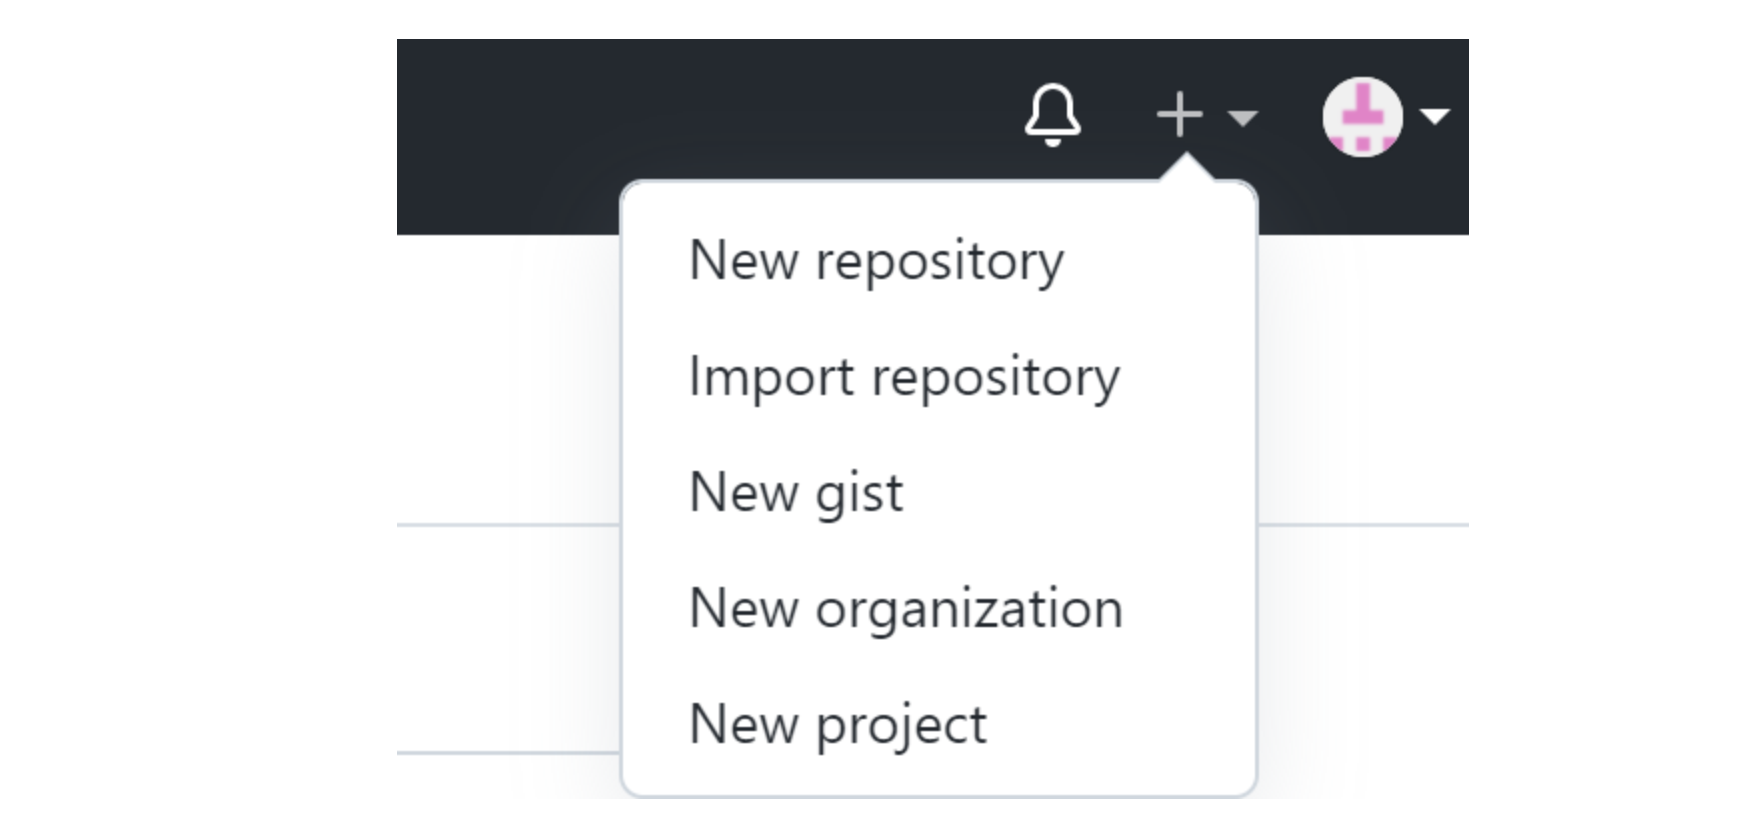 New repository
Import repository
New gist
New organization
New project